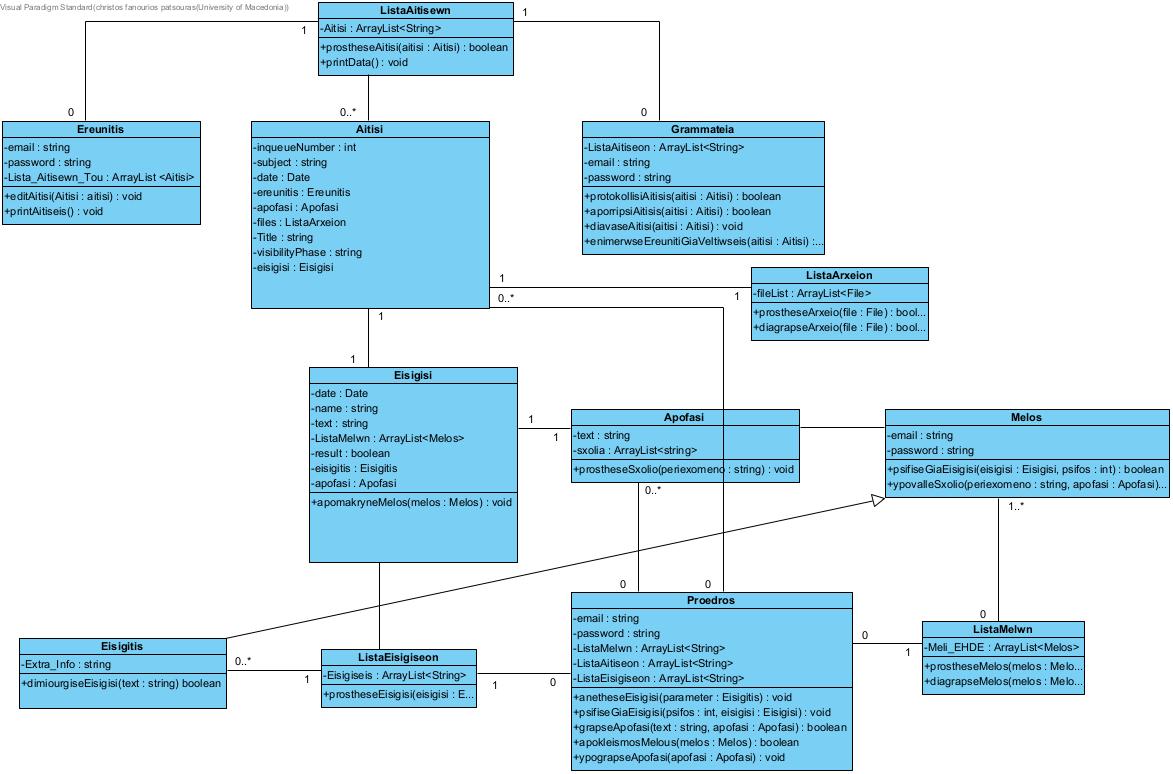 Visual Paradigm Standard(christos fanourios patsouras(University of Macedonia))
ListaAitisewn
-Aitisi : ArrayList<String>
+prostheseAitisi(aitisi : Aitisi) : boolean
+printData() : void
1
1
0
0..*
0
Ereunitis
-email : string
-password : string
-Lista_Aitisewn_Tou : ArrayList <Aitisi>
+editAitisi(Aitisi : aitisi) : void
+printAitiseis() : void
Aitisi
-inqueueNumber : int
-subject : string
-date : Date
-ereunitis : Ereunitis
-apofasi : Apofasi
-files : ListaArxeion
-Title : string
-visibilityPhase : string
-eisigisi : Eisigisi
Grammateia
-ListaAitiseon : ArrayList<String>
-email : string
-password : string
+protokollisiAitisis(aitisi : Aitisi) : boolean
+aporripsiAitisis(aitisi : Aitisi) : boolean
+diavaseAitisi(aitisi : Aitisi) : void
+enimerwseEreunitiGiaVeltiwseis(aitisi : Aitisi) :...
1
0..*
1
ListaArxeion
-fileList : ArrayList<File>
+prostheseArxeio(file : File) : bool...
+diagrapseArxeio(file : File) : bool...
1
1
Eisigisi
-date : Date
-name : string
-text : string
-ListaMelwn : ArrayList<Melos>
-result : boolean
-eisigitis : Eisigitis
-apofasi : Apofasi
+apomakryneMelos(melos : Melos) : void
1
1
Apofasi
-text : string
-sxolia : ArrayList<string>
+prostheseSxolio(periexomeno : string) : void
0..*
Melos
-email : string
-password : string
+psifiseGiaEisigisi(eisigisi : Eisigisi, psifos : int) : boolean
+ypovalleSxolio(periexomeno : string, apofasi : Apofasi)...
1..*
0
0
0
Eisigitis
-Extra_Info : string
+dimiourgiseEisigisi(text : string) boolean
0..*
1
ListaEisigiseon
-Eisigiseis : ArrayList<String>
+prostheseEisigisi(eisigisi : E...
1
0
Proedros
-email : string
-password : string
-ListaMelwn : ArrayList<String>
-ListaAitiseon : ArrayList<String>
-ListaEisigiseon : ArrayList<String>
+anetheseEisigisi(parameter : Eisigitis) : void
+psifiseGiaEisigisi(psifos : int, eisigisi : Eisigisi) : void
+grapseApofasi(text : string, apofasi : Apofasi) : boolean
+apokleismosMelous(melos : Melos) : boolean
+ypograpseApofasi(apofasi : Apofasi) : void
0
1
ListaMelwn
-Meli_EHDE : ArrayList<Melos>
+prostheseMelos(melos : Melo...
+diagrapseMelos(melos : Melo...